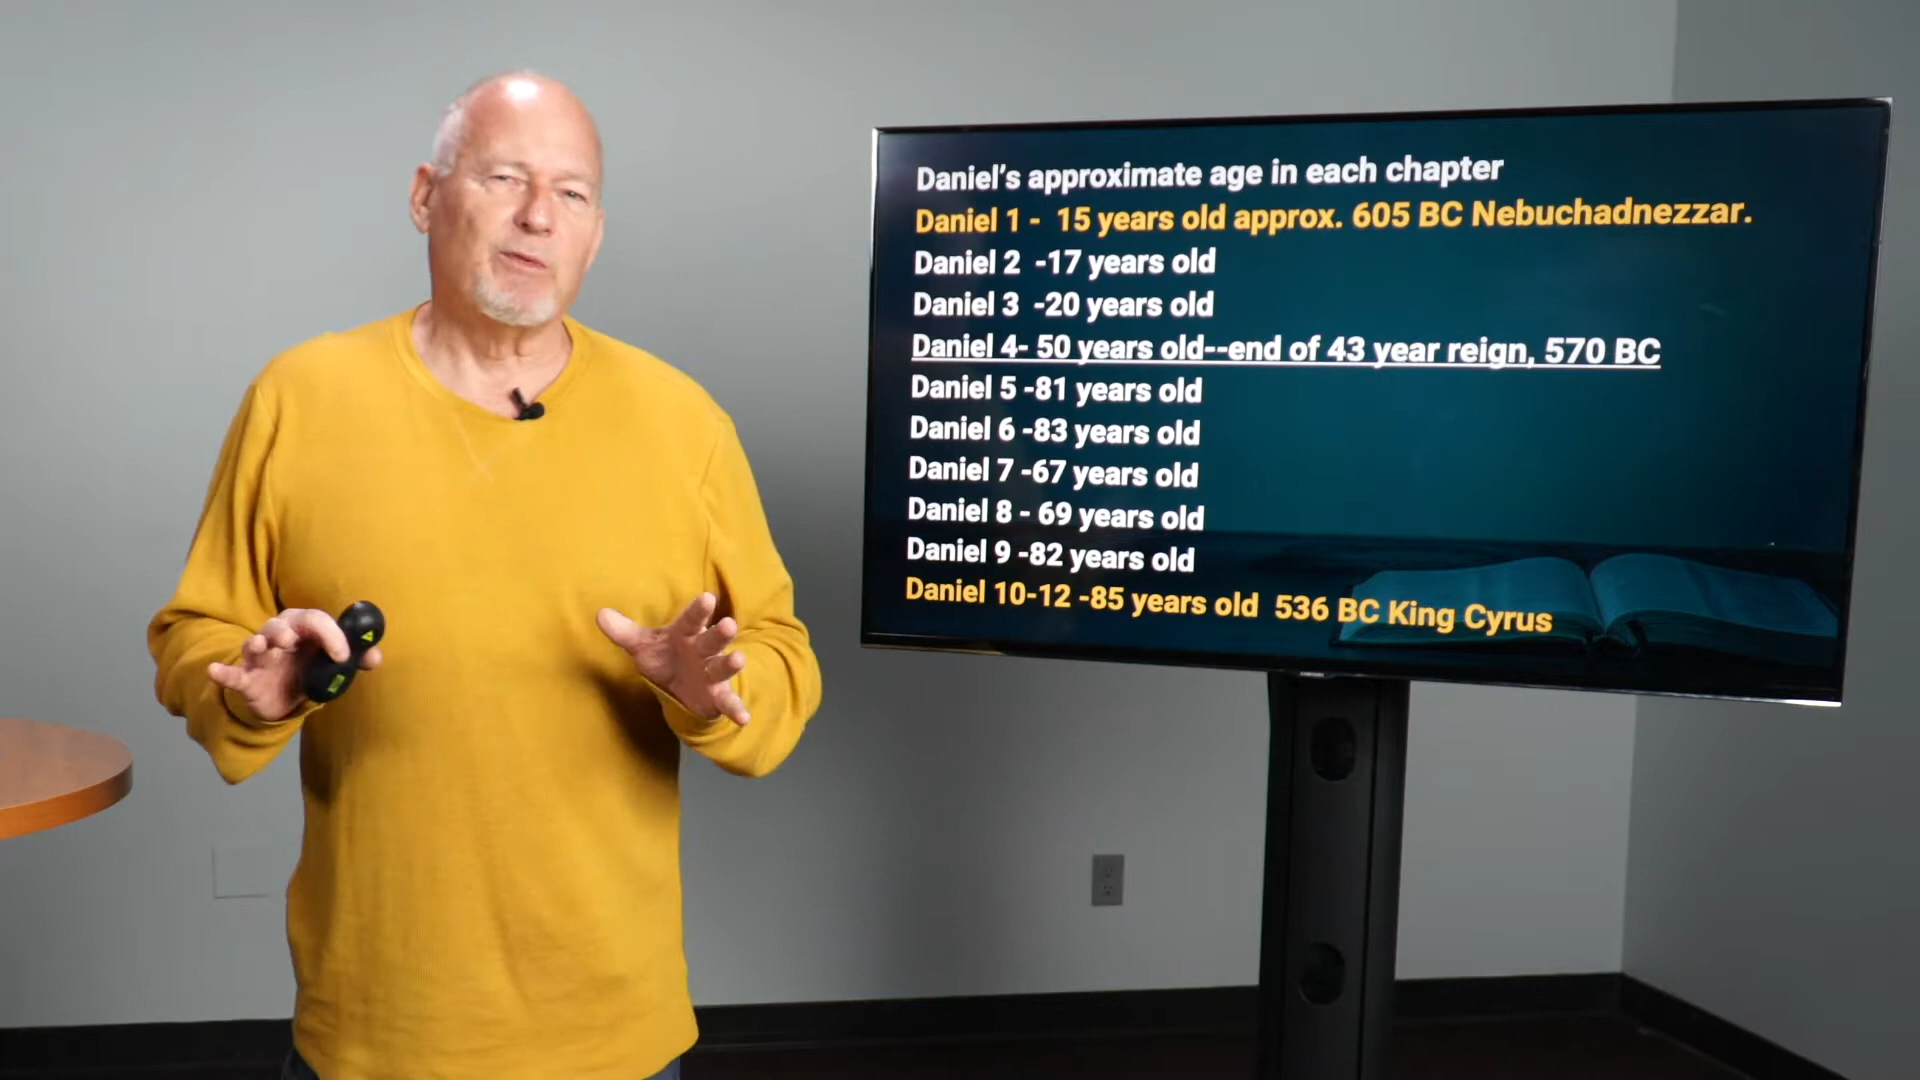 Daniel's approximate age in each chapter
Daniel 1 - 15 years old approx. 605 BC Nebuchadnezzar.
Daniel 2 -17 years old
Daniel 3 -20 years old
Daniel 4- 50 years old--end of 43 year reign, 570 BC
Daniel 5 -81 years old
Daniel 6 -83 years old
Daniel 7 -67 years old
Daniel 8 - 69 years old
Daniel 9 -82 years old
Daniel 10-12 -85 years old 536 BC King Cyrus
SAMSUNG